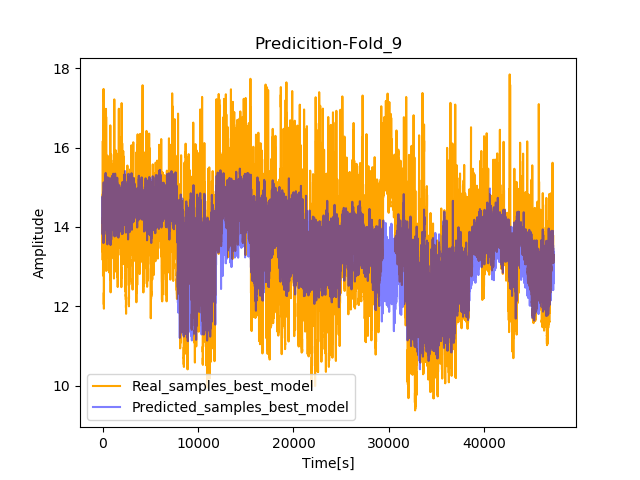 Predicition-Fold_9
18
16
14
12
10
Amplitude
Real_samples_best_model
Predicted_samples_best_model
0
10000
20000
30000
40000
Time[s]